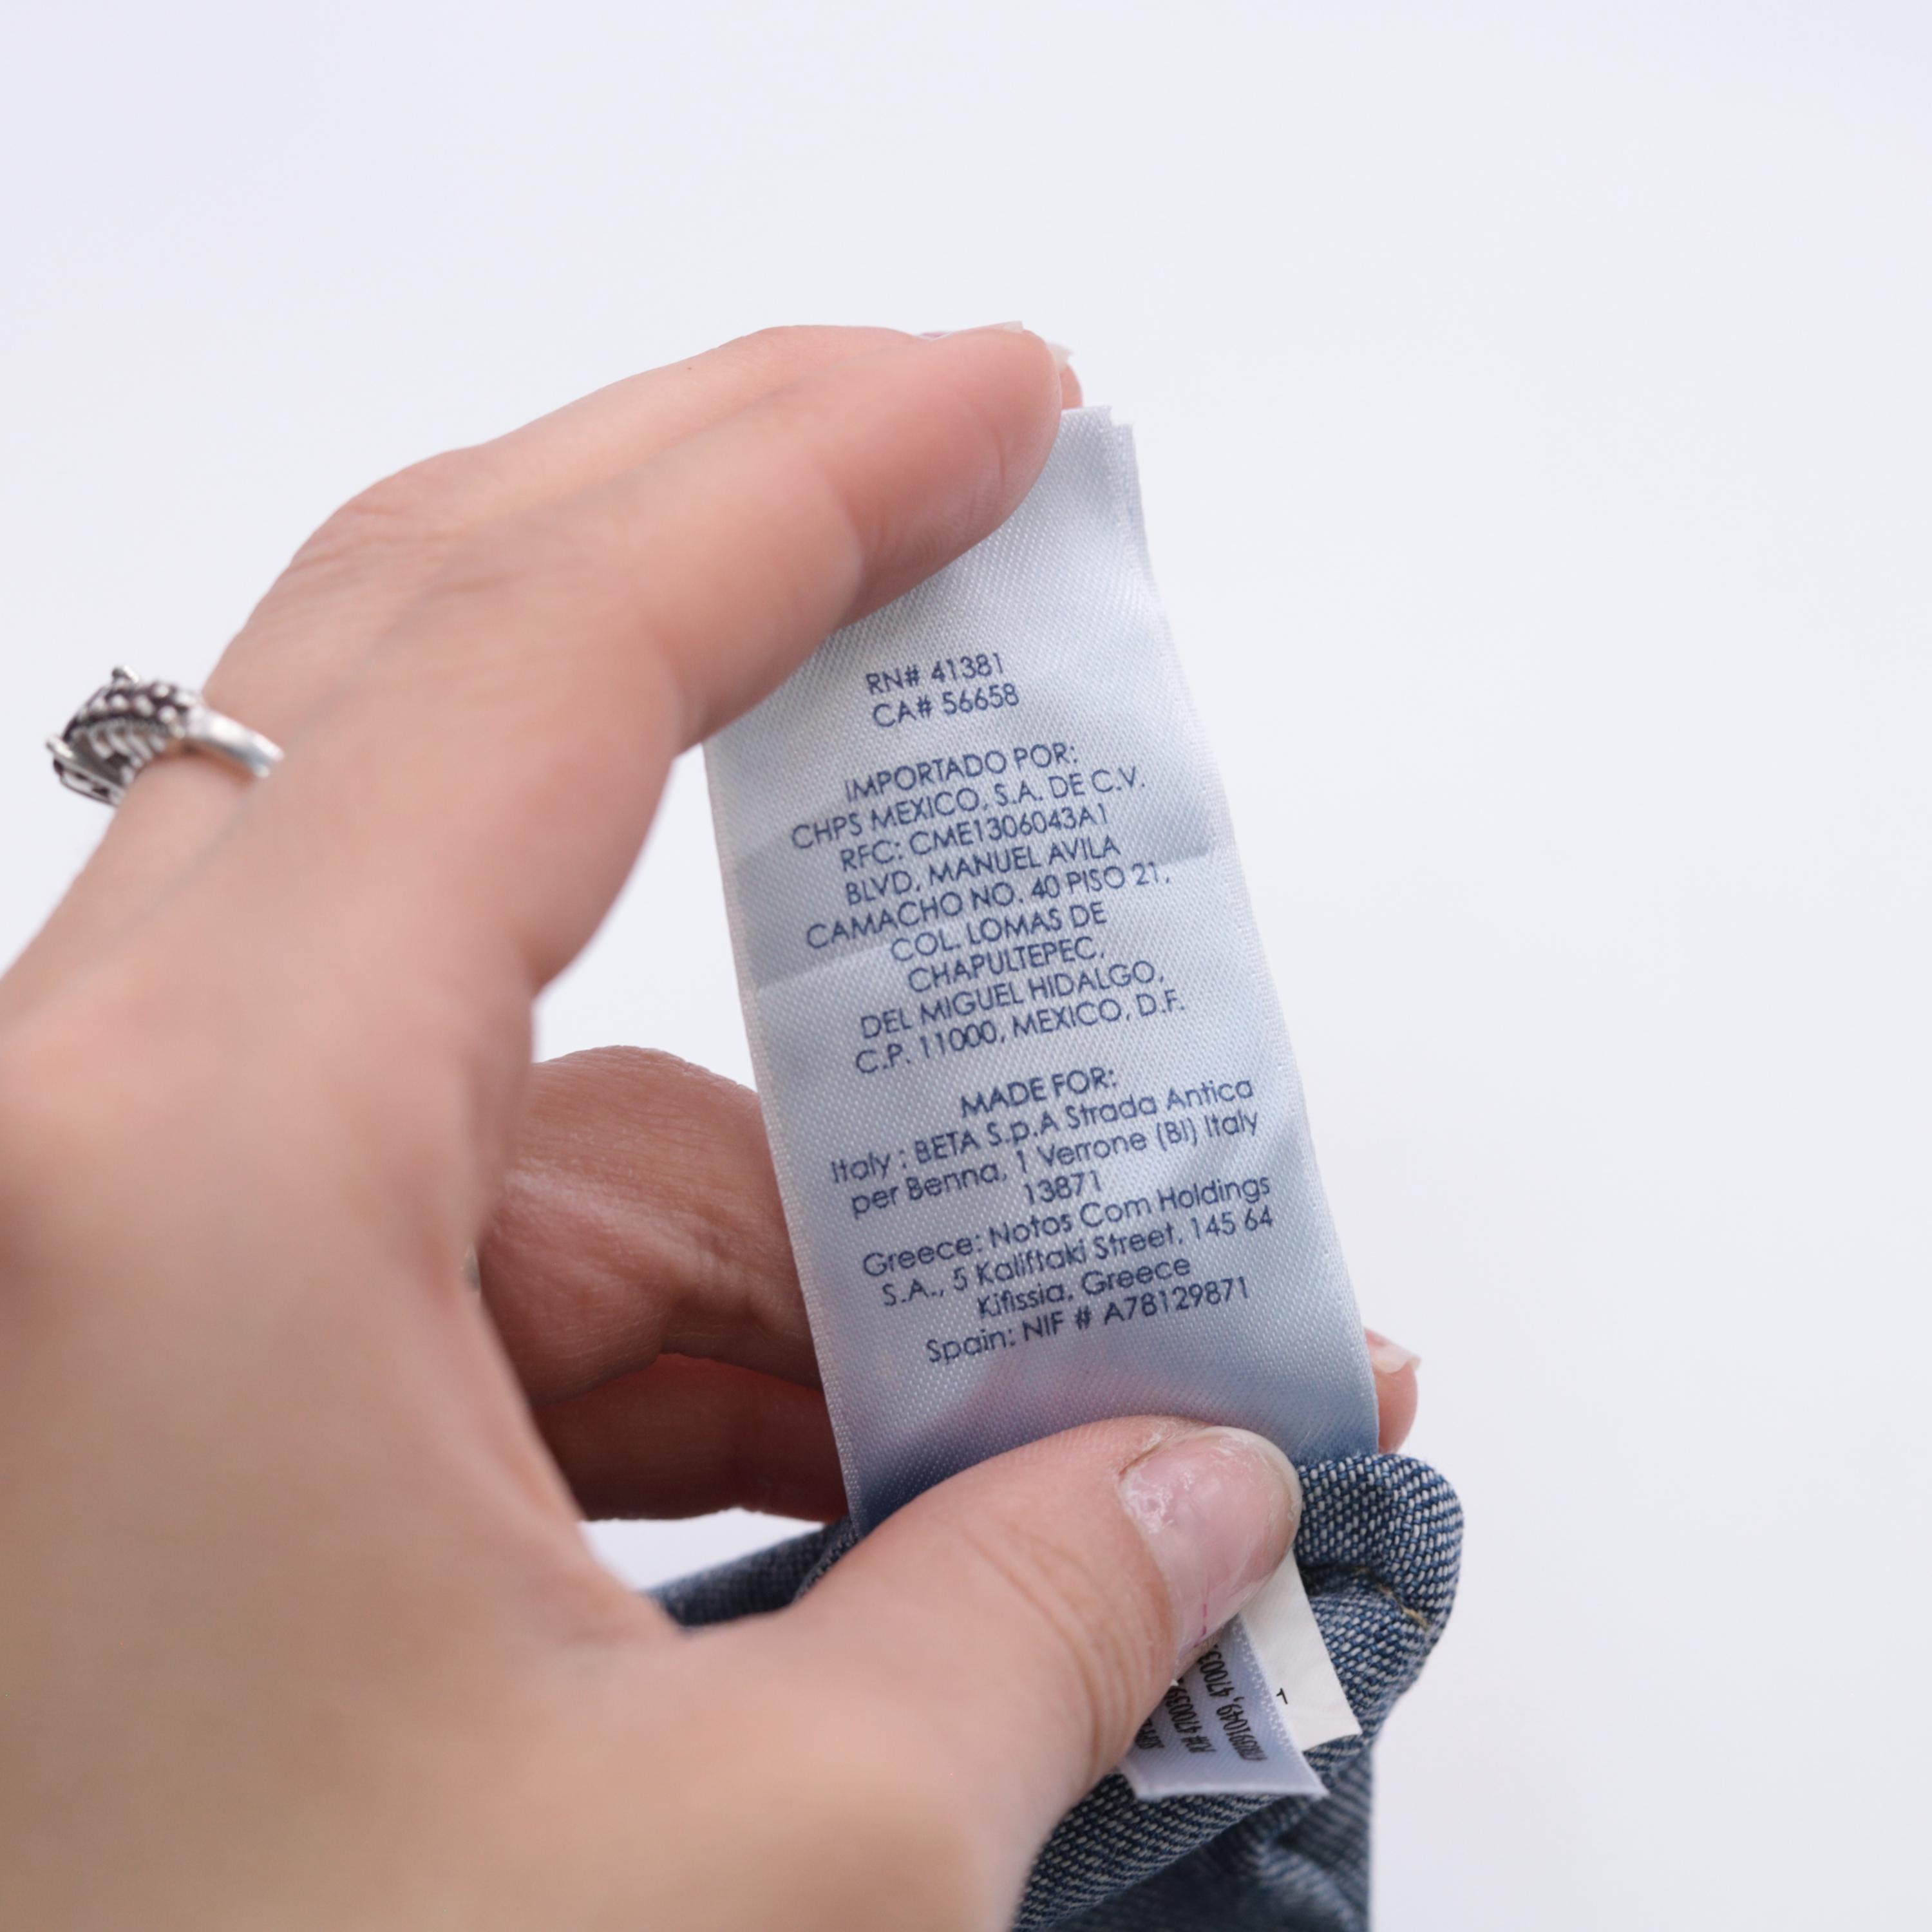 RN# 41381
CA# 56658
IMPORTADO POR:
CHPS MEXICO, S.A. DE C.V.
RFC: CME1306043A1
BLVD. MANUEL AVILA
CAMACHO NO. 40 PISO 21,
COL. LOMAS DE
CHAPULTEPEC,
DEL MIGUEL HIDALGO,
C.P. 11000, MEXICO, D.F.
MADE FOR:
Italy : BETA S.p.A Strada Antica
per Benna, 1 Verrone (BI) Italy
13871
Greece: Notos Com Holdings
S.A., 5 Kaliftaki Street, 145 64
Kifissia, Greece
Spain: NIF # A78129871